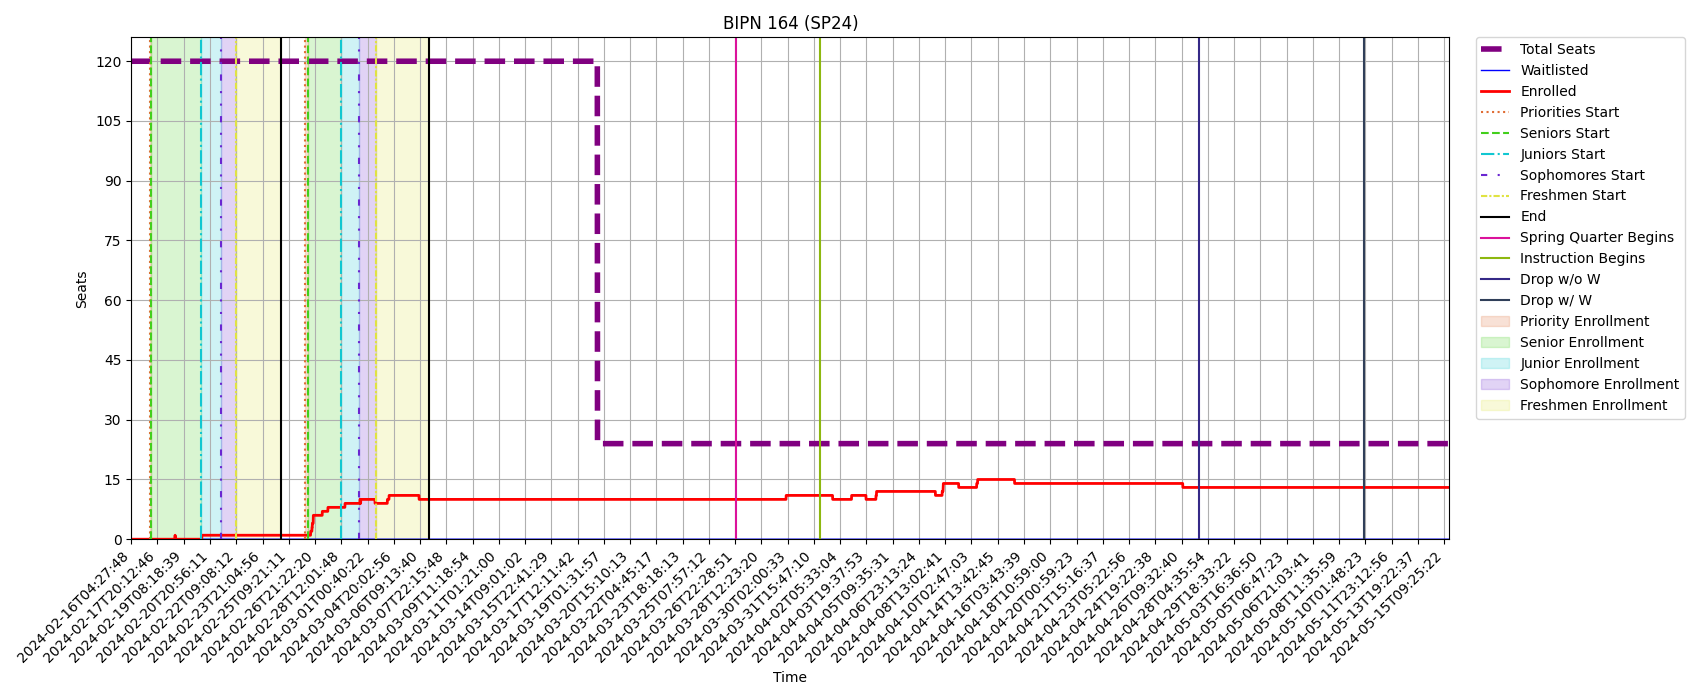 BIPN 164 (SP24)
120
105
90
75
60
45
30
15
0
Seats
2024-02-16T04:27:48
2024-02-17T20:12:46
2024-02-19T08:18:39
2024-02-20T20:56:11
2024-02-22T09:08:12
2024-02-23T21:04:56
2024-02-25T09:21:11
2024-02-26T21:22:20
2024-02-28T12:01:48
2024-03-01T00:40:22
2024-03-04T20:02:56
2024-03-06T09:13:40
2024-03-07T22:15:48
2024-03-11T01:18:54
2024-03-12T13:21:00
2024-03-14T09:01:02
2024-03-15T22:41:29
2024-03-17T12:11:42
2024-03-19T01:31:57
2024-03-20T15:10:13
2024-03-22T04:45:17
2024-03-23T18:18:13
2024-03-25T07:57:12
2024-03-26T22:28:51
2024-03-28T12:23:20
2024-03-30T02:00:33
2024-03-31T15:47:10
2024-04-02T05:33:04
2024-04-03T19:37:53
2024-04-05T09:35:31
2024-04-06T23:13:24
2024-04-08T13:02:41
2024-04-10T02:47:03
2024-04-14T13:42:45
2024-04-16T03:43:39
2024-04-18T10:59:00
2024-04-20T00:59:23
2024-04-21T15:16:37
2024-04-23T05:22:56
2024-04-24T19:22:38
2024-04-26T09:32:40
2024-04-28T04:35:54
2024-04-29T18:33:22
2024-05-03T16:36:50
2024-05-05T06:47:23
2024-05-06T21:03:41
2024-05-08T11:35:59
2024-05-10T01:48:23
2024-05-11T23:12:56
2024-05-13T19:22:37
2024-05-15T09:25:22
Time
Total Seats
Waitlisted
Enrolled
Priorities Start
Seniors Start
Juniors Start
Sophomores Start
Freshmen Start
End
Spring Quarter Begins
Instruction Begins
Drop w/o W
Drop w/ W
Priority Enrollment
Senior Enrollment
Junior Enrollment
Sophomore Enrollment
Freshmen Enrollment